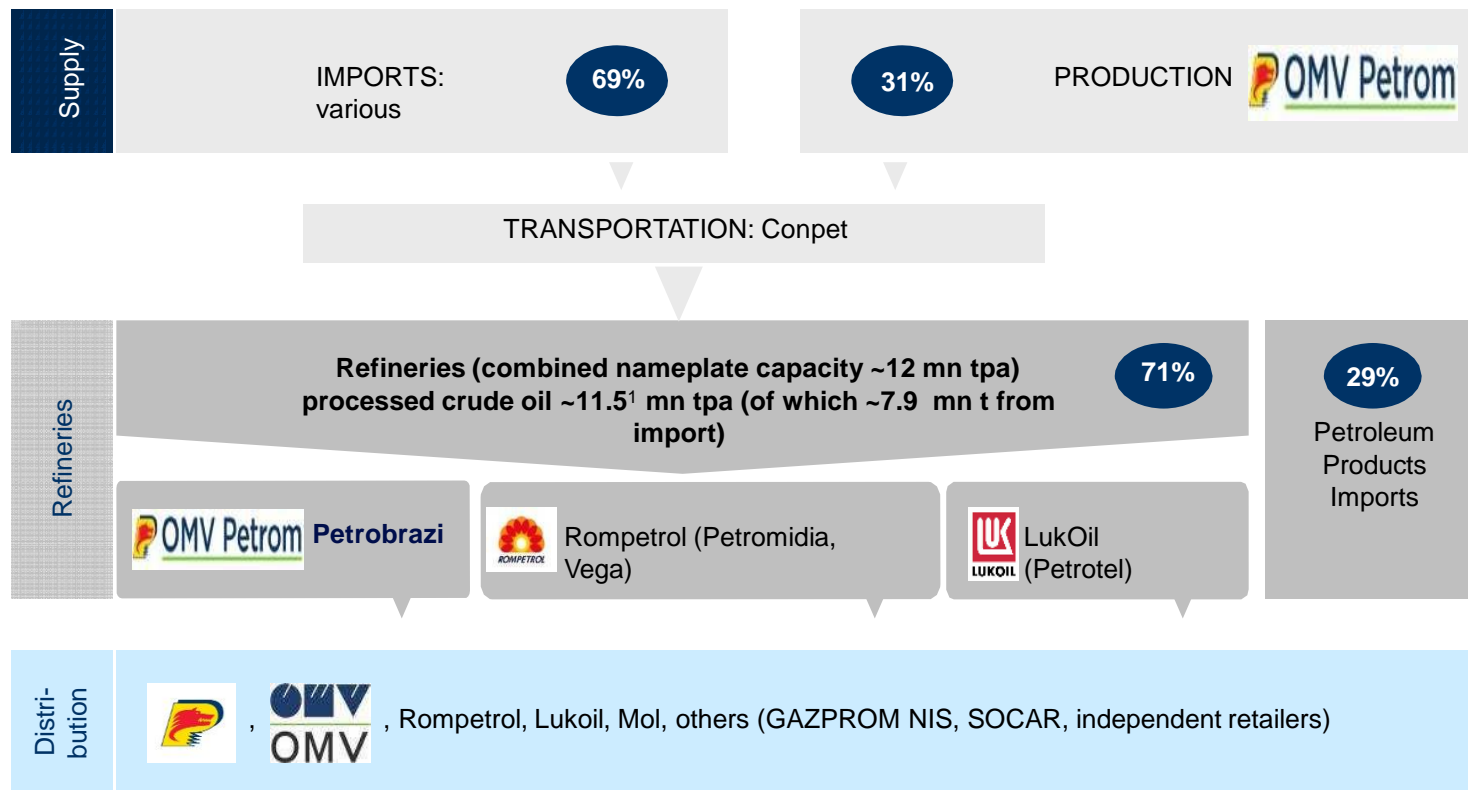 Supply
IMPORTS:
various
69%
31%
PRODUCTION
OMV Petrom
TRANSPORTATION: Conpet
Refineries
Refineries (combined nameplate capacity ~12 mn tpa)
processed crude oil ~11.5¹ mn tpa (of which ~7.9 mn t from
import)
71%
29%
Petroleum
Products
Imports
OMV Petrom
Petrobrazi
ROMPETROL
Rompetrol (Petromidia,
Vega)
LUK
LUKOIL
LukOil
(Petrotel)
Distri-
bution
,
OMV
OMV
, Rompetrol, Lukoil, Mol, others (GAZPROM NIS, SOCAR, independent retailers)